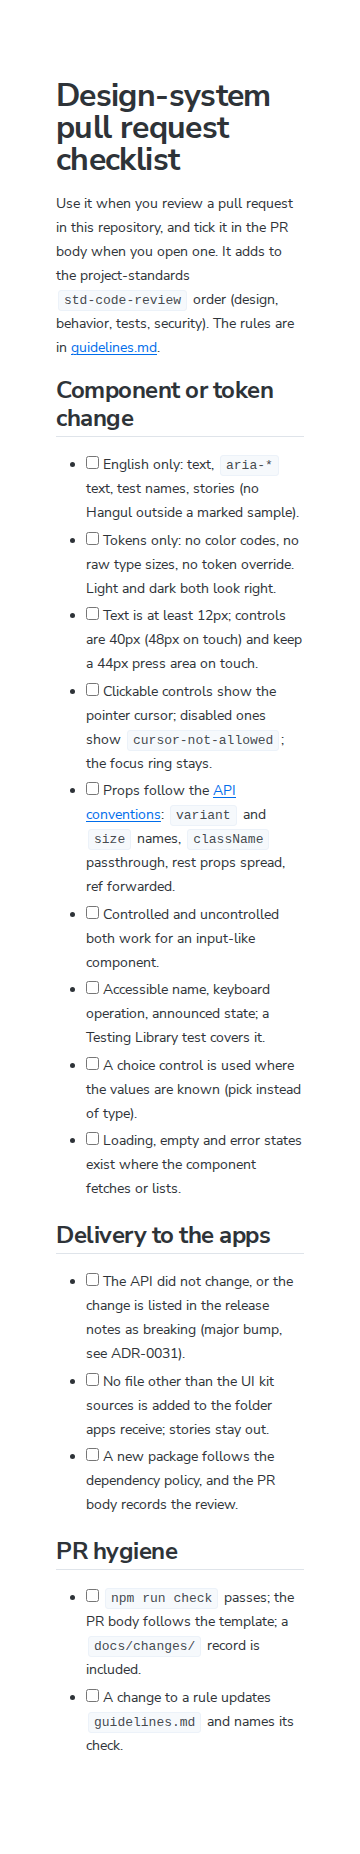 Design-system
pull request
checklist
Use it when you review a pull request
in this repository, and tick it in the PR
body when you open one. It adds to
the project-standards
std-code-review order (design,
behavior, tests, security). The rules are
in guidelines.md.
Component or token
change
English only: text, aria-*
text, test names, stories (no
Hangul outside a marked sample).
Tokens only: no color codes, no
raw type sizes, no token override.
Light and dark both look right.
Text is at least 12px; controls
are 40px (48px on touch) and keep
a 44px press area on touch.
Clickable controls show the
pointer cursor; disabled ones
show cursor-not-allowed;
the focus ring stays.
Props follow the API
conventions: variant and
size names, className
passthrough, rest props spread,
ref forwarded.
Controlled and uncontrolled
both work for an input-like
component.
Accessible name, keyboard
operation, announced state; a
Testing Library test covers it.
A choice control is used where
the values are known (pick instead
of type).
Loading, empty and error states
exist where the component
fetches or lists.
Delivery to the apps
The API did not change, or the
change is listed in the release
notes as breaking (major bump,
see ADR-0031).
No file other than the UI kit
sources is added to the folder
apps receive; stories stay out.
A new package follows the
dependency policy, and the PR
body records the review.
PR hygiene
npm run check passes; the
PR body follows the template; a
docs/changes/ record is
included.
A change to a rule updates
guidelines.md and names its
check.